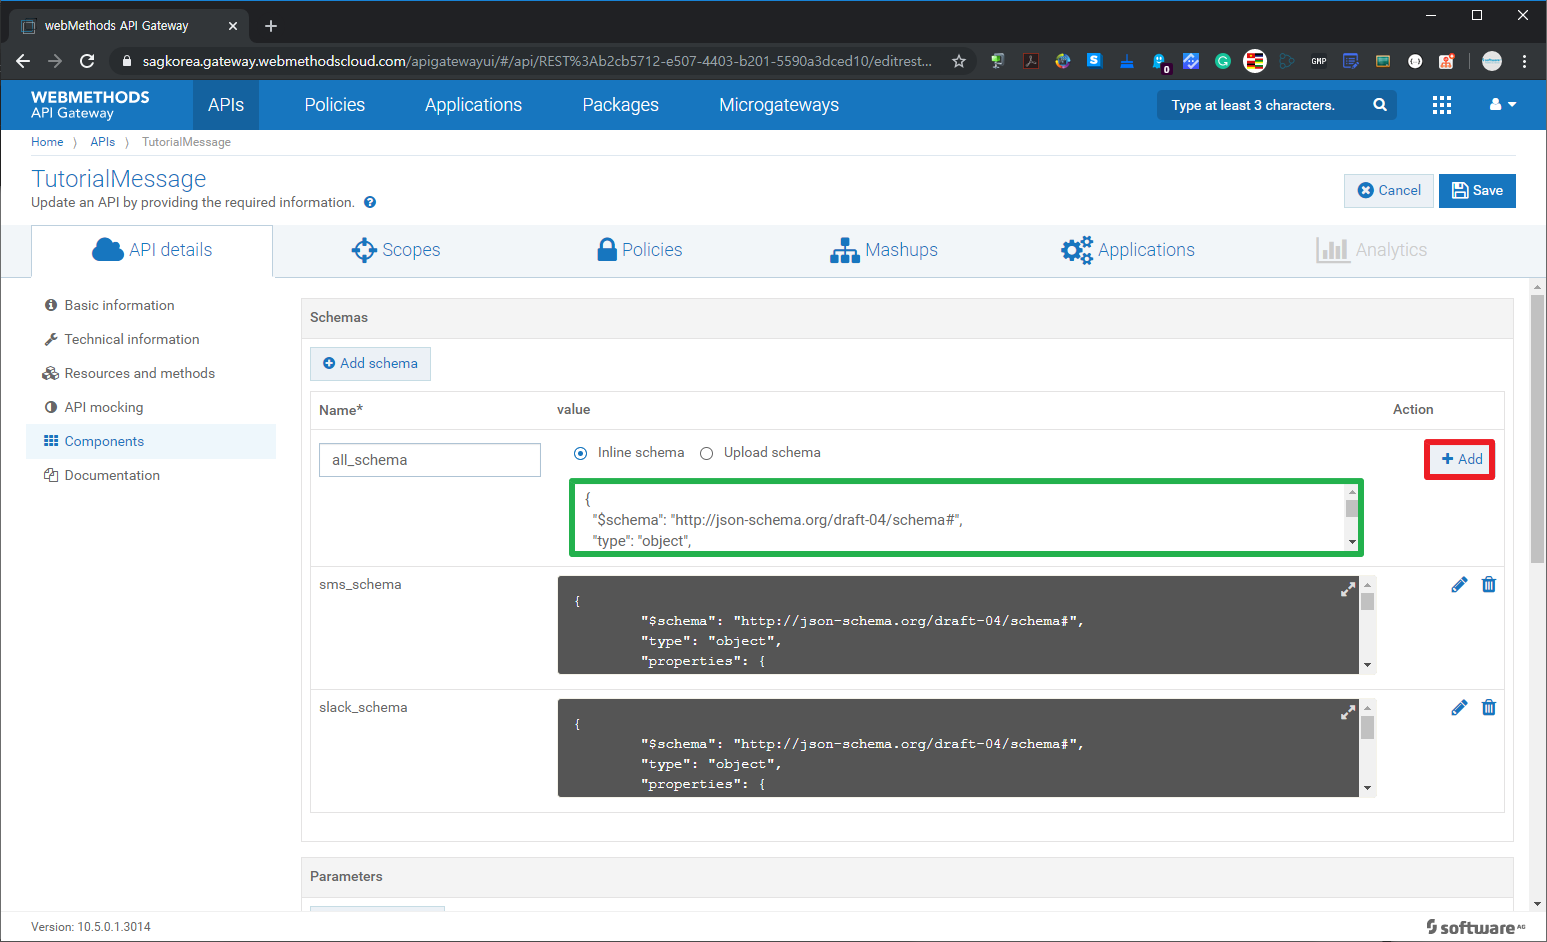 webMethods API Gateway
sagkorea.gateway.webmethodscloud.com/apigatewayui/#/api/REST%3Ab2cb5712-e507-4403-b201-5590a3dced10/editrest...
S
0
G
GMP
WEBMETHODS
API Gateway
APIs
Policies
Applications
Packages
Microgateways
Type at least 3 characters.
Home
APIs
TutorialMessage
TutorialMessage
Update an API by providing the required information.
Cancel
Save
API details
Scopes
Policies
Mashups
Applications
Analytics
Basic information
Technical information
Resources and methods
API mocking
Components
Documentation
Schemas
Add schema
Name*
value
Action
all_schema
Inline schema
Upload schema
+ Add
{
"$schema": "http://json-schema.org/draft-04/schema#",
"type": "object",
sms_schema
{
"$schema": "http://json-schema.org/draft-04/schema#",
"type": "object",
"properties": {
slack_schema
{
"$schema": "http://json-schema.org/draft-04/schema#",
"type": "object",
"properties": {
Parameters
Version: 10.5.0.1.3014
software AG